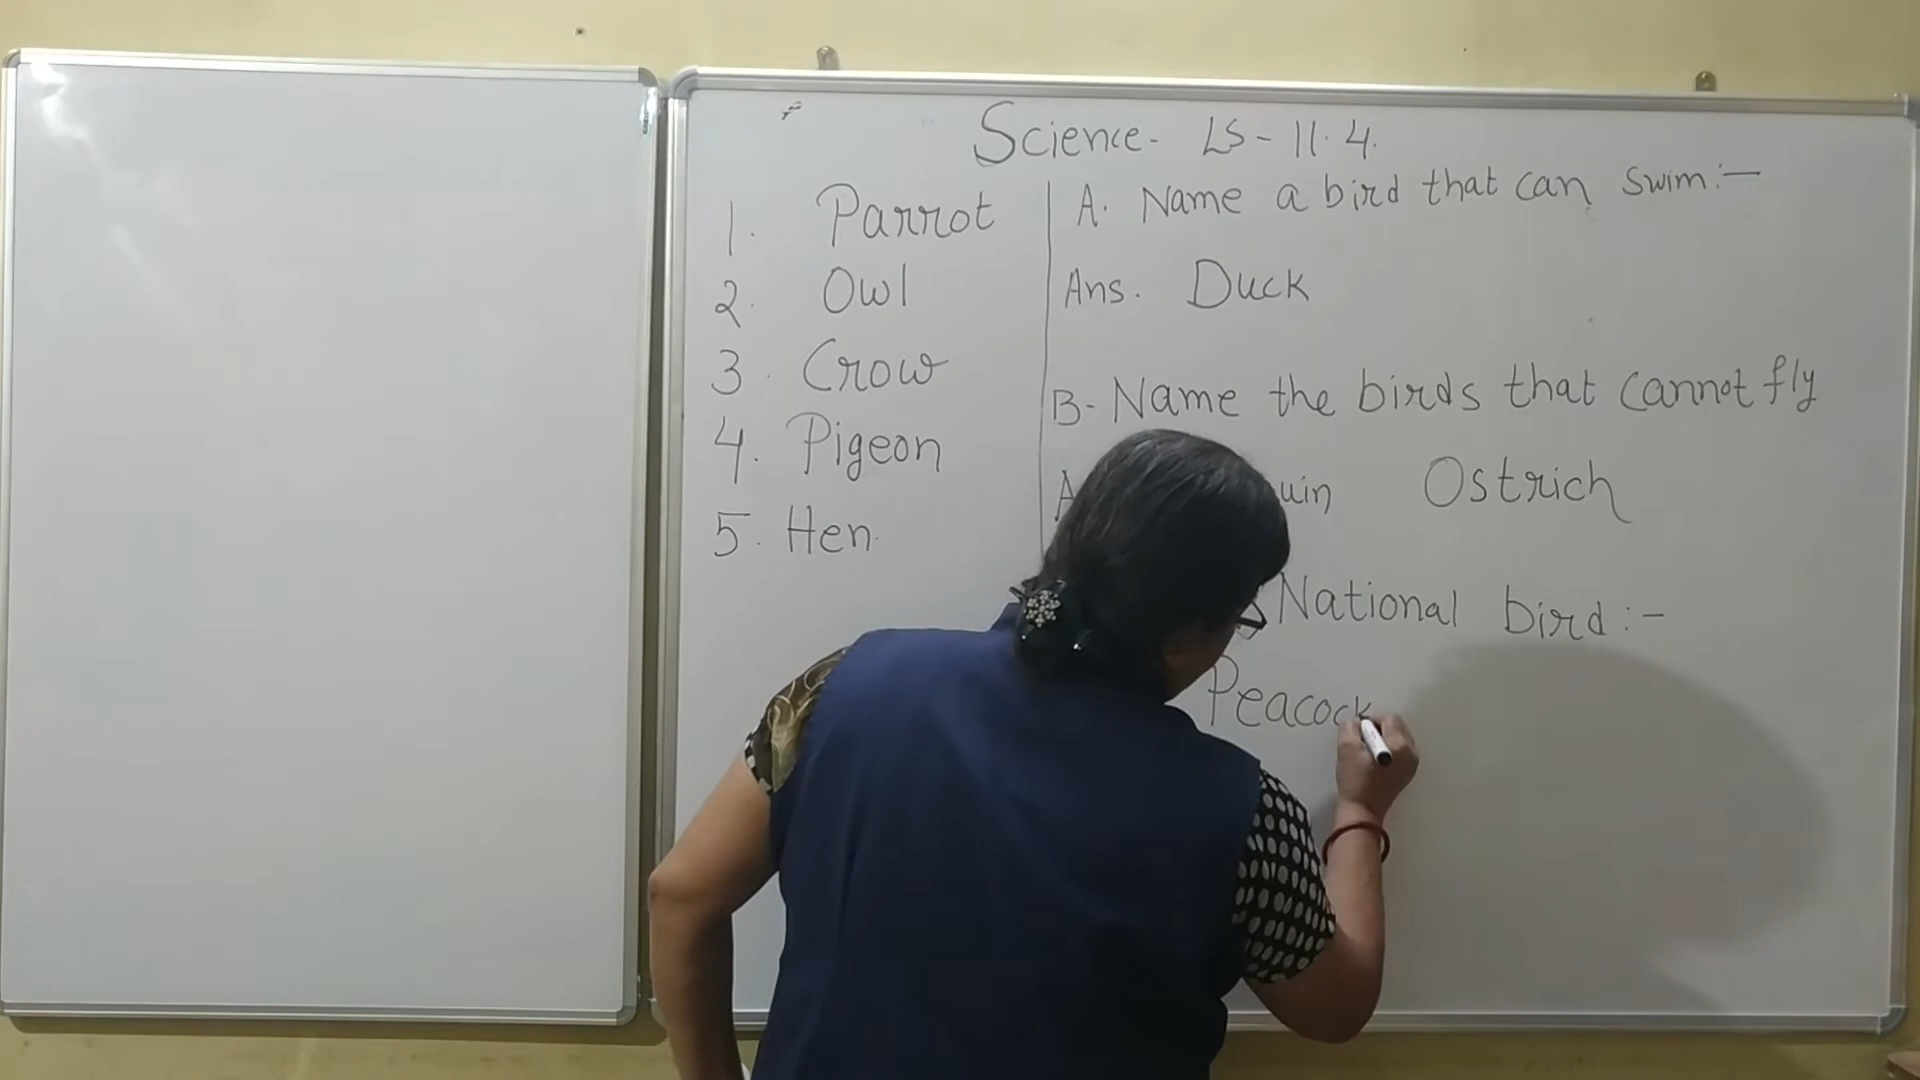 Science - LS - 11.4.
1. Parrot
2. Owl
3. Crow
4. Pigeon
5. Hen.
A. Name a bird that can swim :-
Ans. Duck
B - Name the birds that cannot fly
Ostrich
National bird :-
Peacock